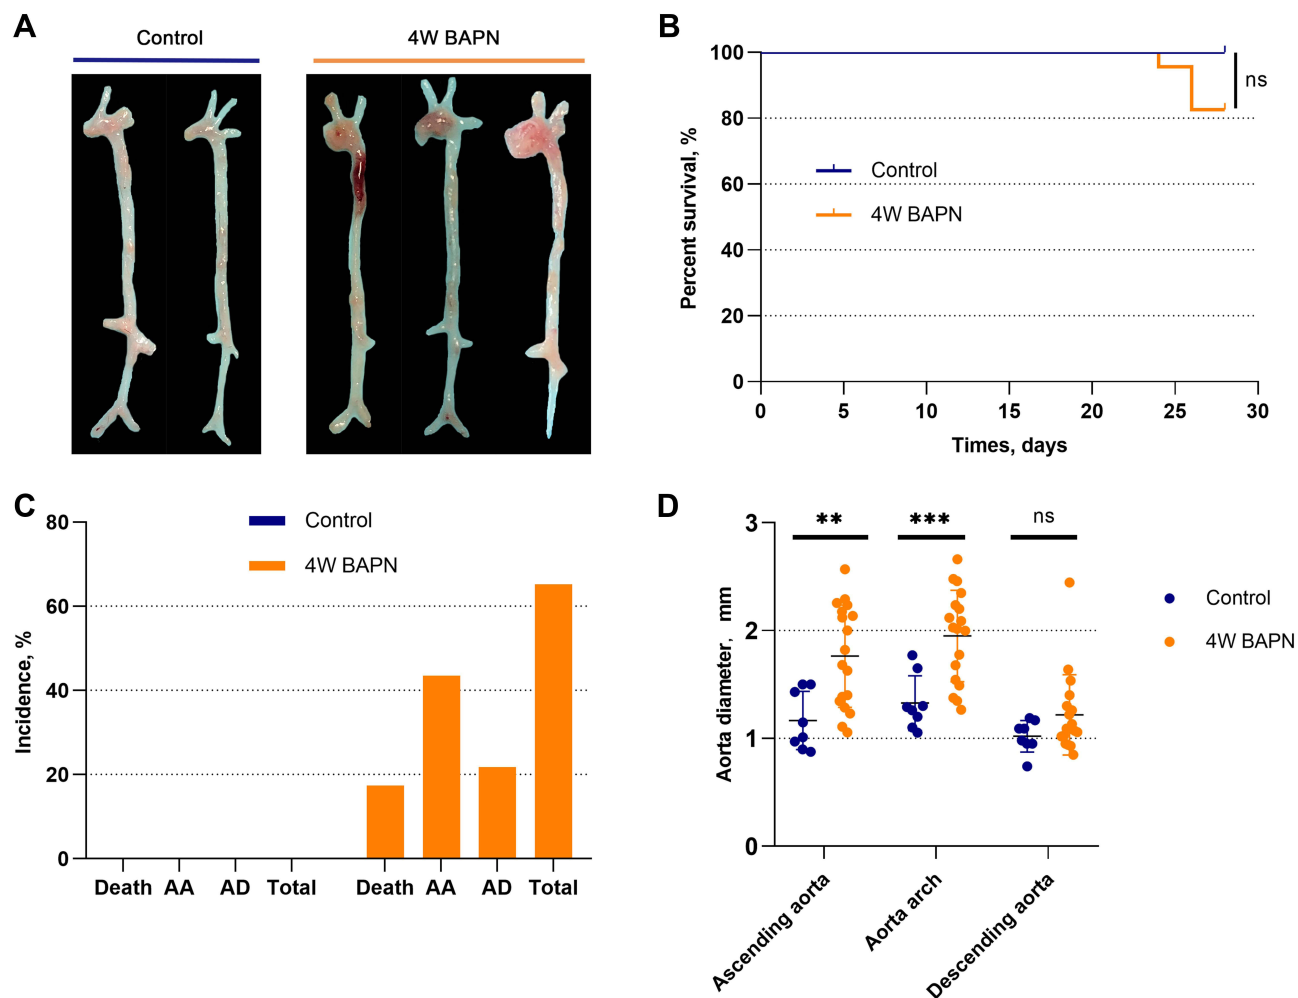 A
Control
4W BAPN
B
Percent survival, %
100
80
60
40
20
0
0 5 10 15 20 25 30
Times, days
ns
Control
4W BAPN
C
Incidence, %
80
60
40
20
0
Control
4W BAPN
Death AA AD Total Death AA AD Total
D
Aorta diameter, mm
3
2
1
0
** *** ns
Ascending aorta
Aorta arch
Descending aorta
Control
4W BAPN